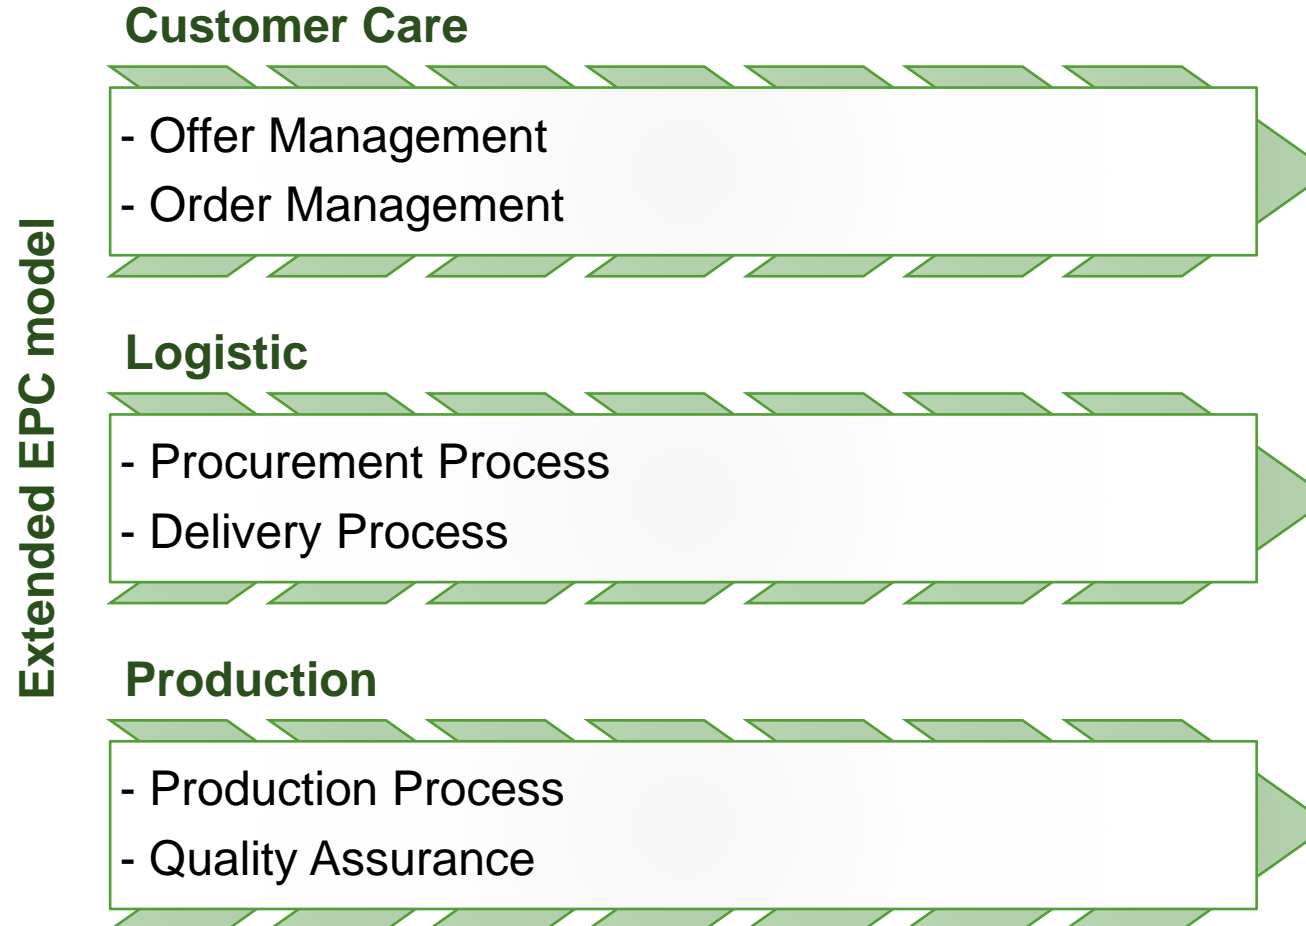 Customer Care
- Offer Management
- Order Management
Extended EPC model
Logistic
- Procurement Process
- Delivery Process
Production
- Production Process
- Quality Assurance